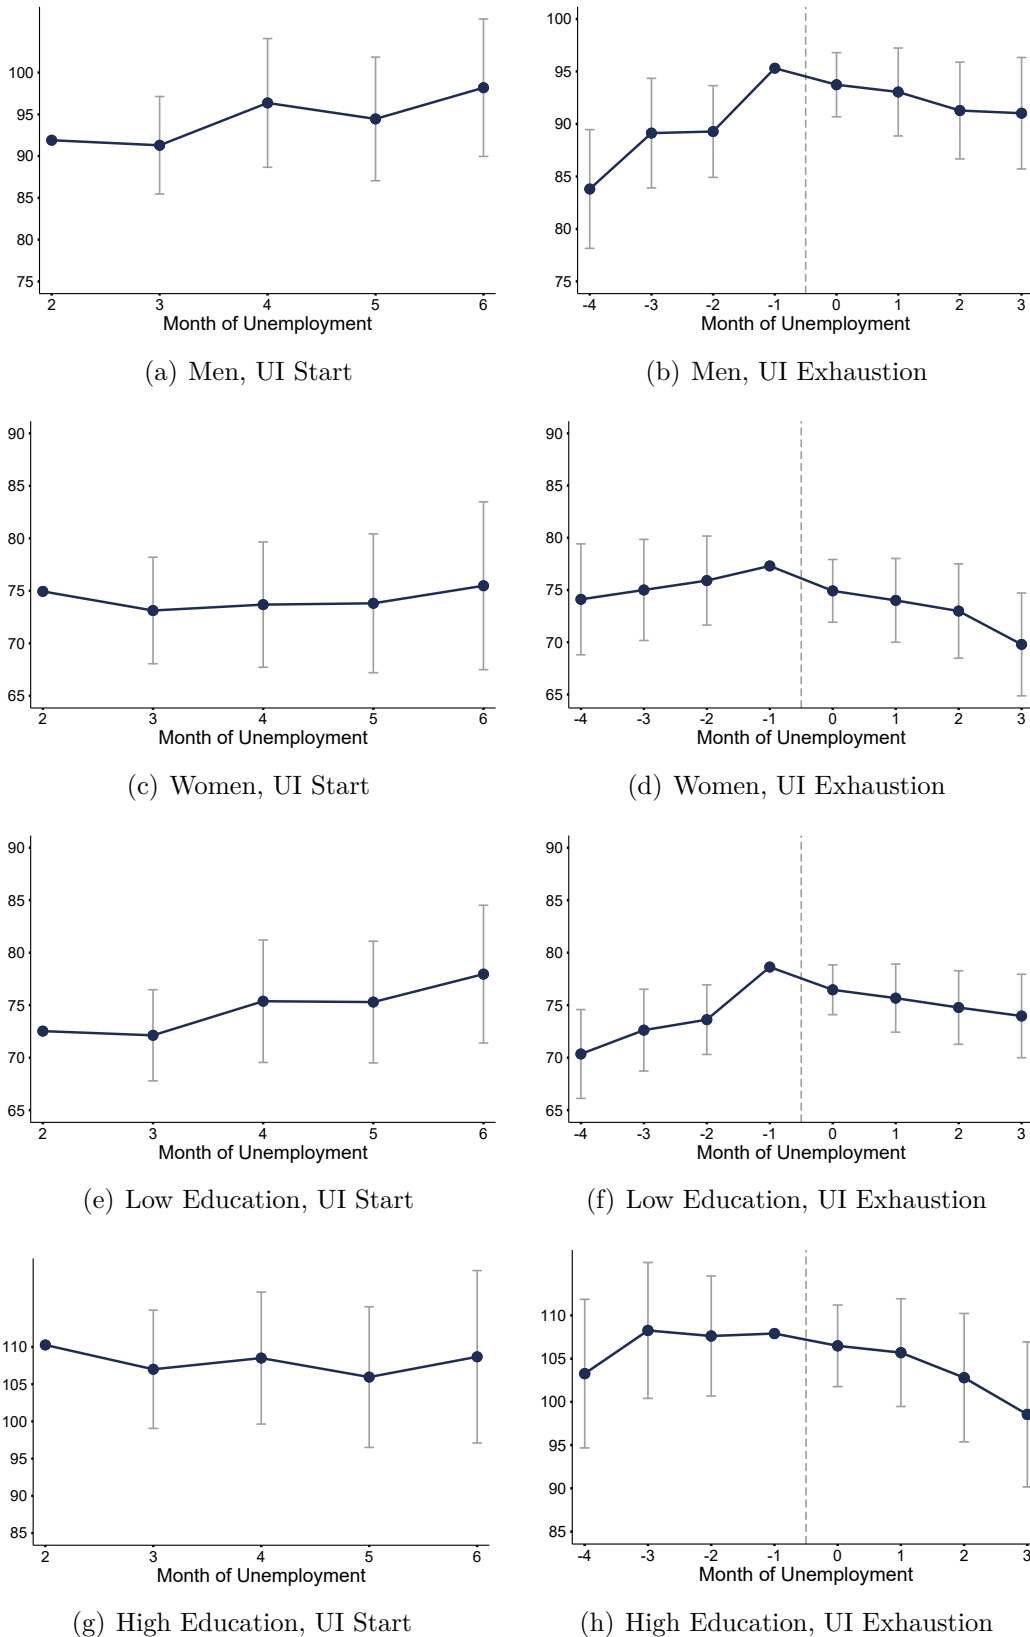 100
95
90
85
80
75
2 3 4 5 6
Month of Unemployment
(a) Men, UI Start
100
95
90
85
80
75
-4 -3 -2 -1 0 1 2 3
Month of Unemployment
(b) Men, UI Exhaustion
90
85
80
75
70
65
2 3 4 5 6
Month of Unemployment
(c) Women, UI Start
90
85
80
75
70
65
-4 -3 -2 -1 0 1 2 3
Month of Unemployment
(d) Women, UI Exhaustion
90
85
80
75
70
65
2 3 4 5 6
Month of Unemployment
(e) Low Education, UI Start
90
85
80
75
70
65
-4 -3 -2 -1 0 1 2 3
Month of Unemployment
(f) Low Education, UI Exhaustion
110
105
100
95
90
85
2 3 4 5 6
Month of Unemployment
(g) High Education, UI Start
110
105
100
95
90
85
-4 -3 -2 -1 0 1 2 3
Month of Unemployment
(h) High Education, UI Exhaustion